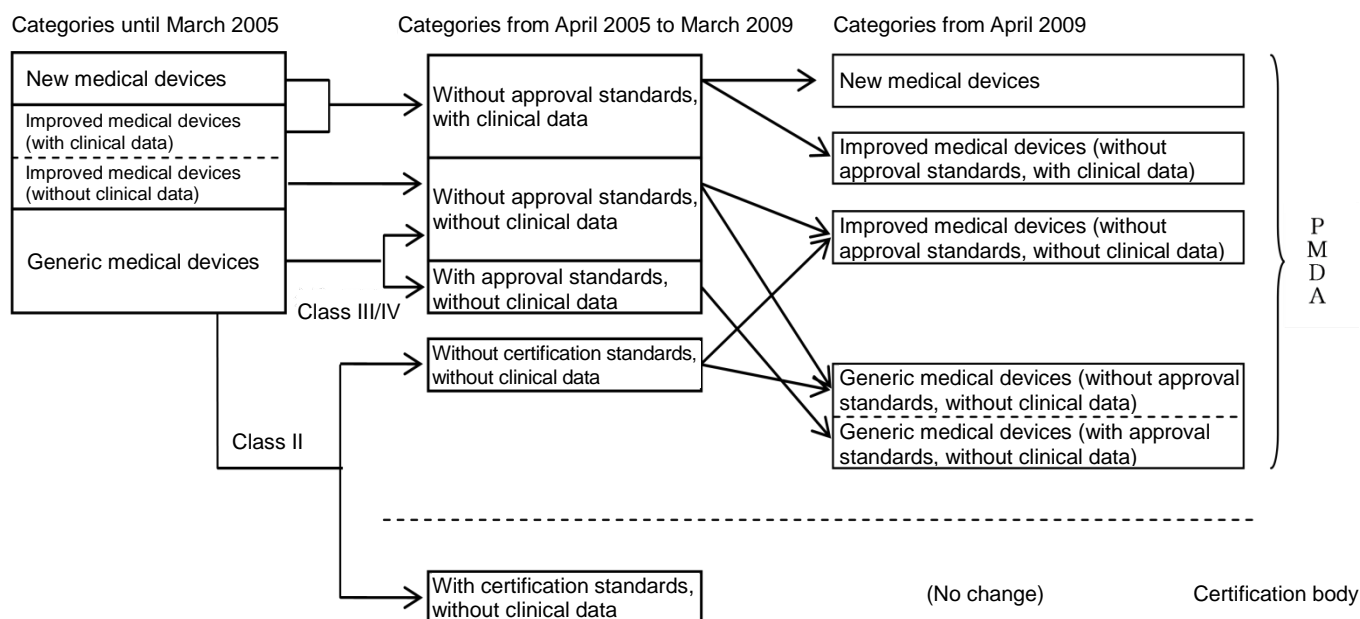 Categories until March 2005
Categories from April 2005 to March 2009
Categories from April 2009
New medical devices
Improved medical devices
(with clinical data)
Improved medical devices
(without clinical data)
Generic medical devices
Class III/IV
Class II
Without approval standards,
with clinical data
Without approval standards,
without clinical data
With approval standards,
without clinical data
Without certification standards,
without clinical data
With certification standards,
without clinical data
New medical devices
Improved medical devices (without
approval standards, with clinical data)
Improved medical devices (without
approval standards, without clinical data)
Generic medical devices (without approval
standards, without clinical data)
Generic medical devices (with approval
standards, without clinical data)
(No change)
P
M
D
A
Certification body